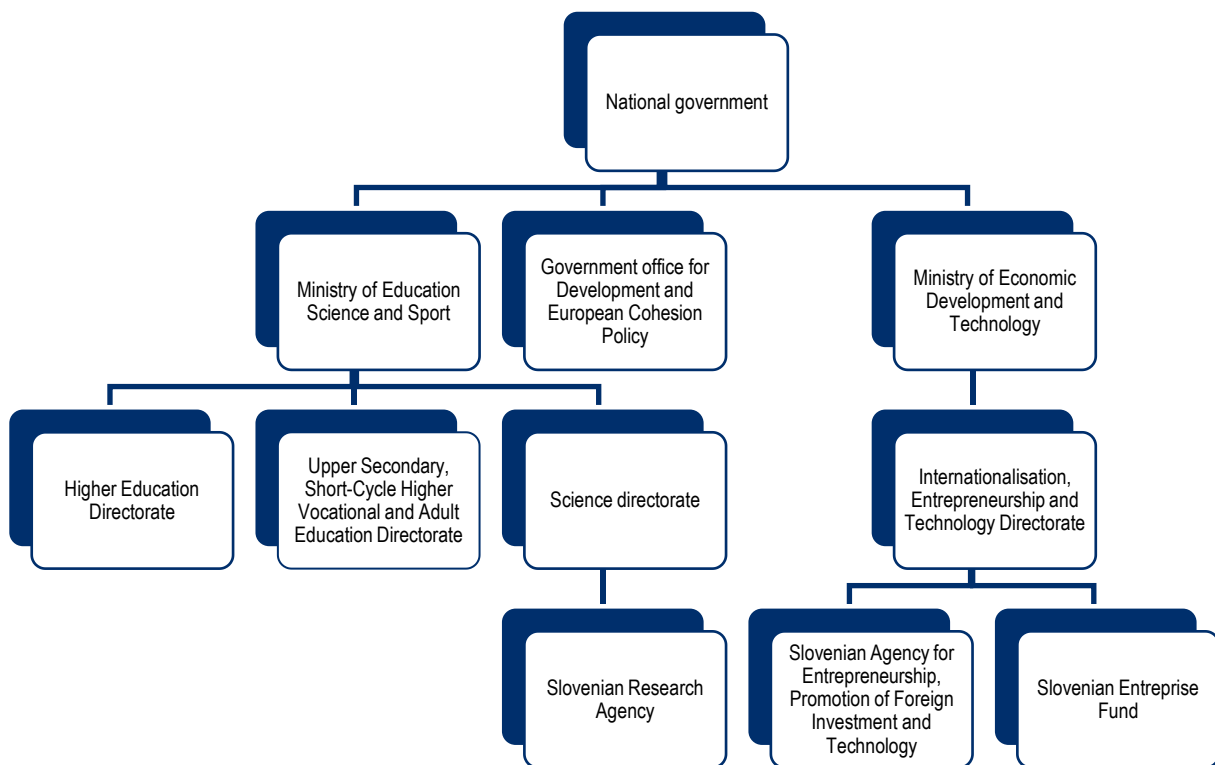 National government
Ministry of Education
Science and Sport
Government office for
Development and
European Cohesion
Policy
Ministry of Economic
Development and
Technology
Higher Education
Directorate
Upper Secondary,
Short-Cycle Higher
Vocational and Adult
Education Directorate
Science directorate
Internationalisation,
Entrepreneurship and
Technology Directorate
Slovenian Research
Agency
Slovenian Agency for
Entrepreneurship,
Promotion of Foreign
Investment and
Technology
Slovenian Entreprise
Fund